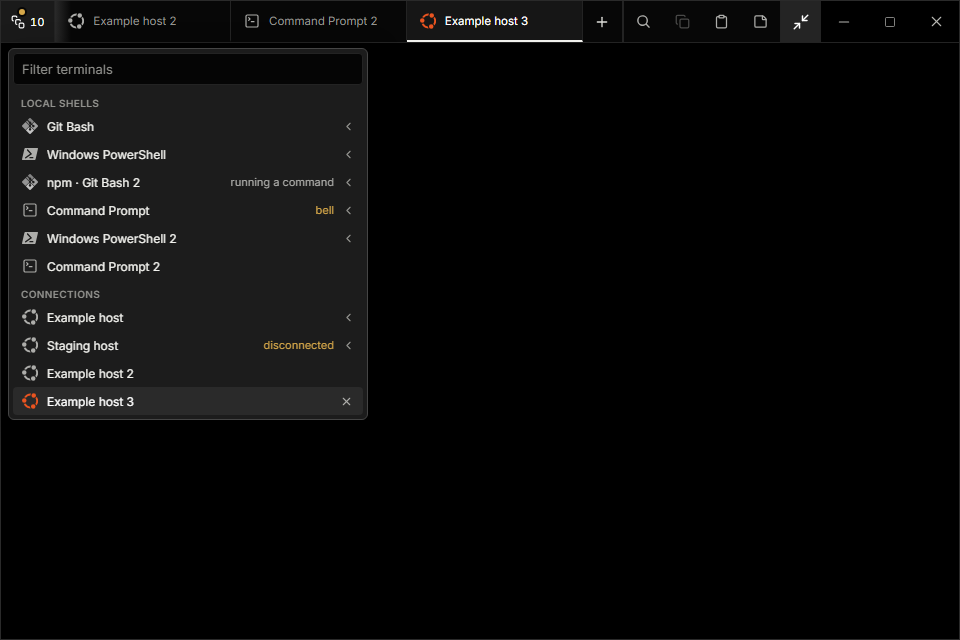 10
Example host 2
Command Prompt 2
Example host 3
Filter terminals
LOCAL SHELLS
Git Bash
Windows PowerShell
npm · Git Bash 2 running a command
Command Prompt bell
Windows PowerShell 2
Command Prompt 2
CONNECTIONS
Example host
Staging host disconnected
Example host 2
Example host 3